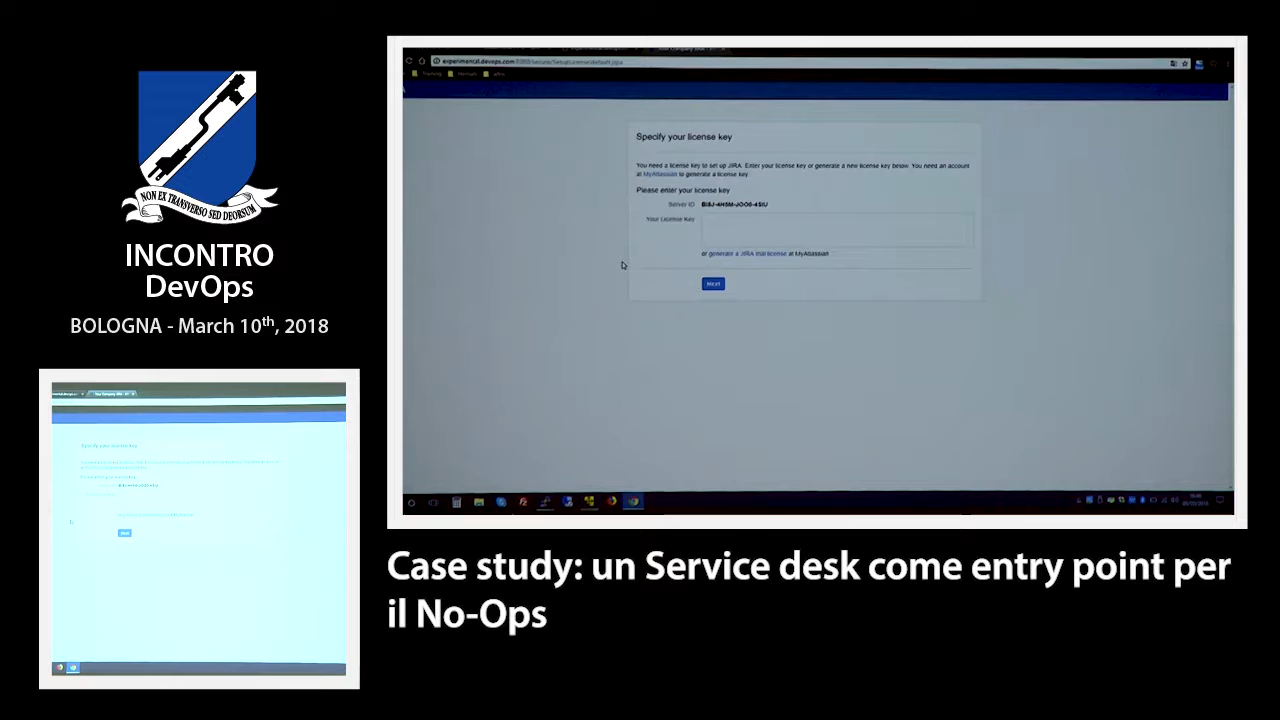 NON EX TRANSVERSO SED DEORSUM
INCONTRO
DevOps
BOLOGNA - March 10th, 2018
Specify your license key
You need a license key to set up JIRA. Enter your license key or generate a new license key below. You need an account
at MyAtlassian to generate a license key.
Please enter your license key
Server ID
Your License Key
or generate a JIRA trial license at MyAtlassian
Next
Case study: un Service desk come entry point per
il No-Ops